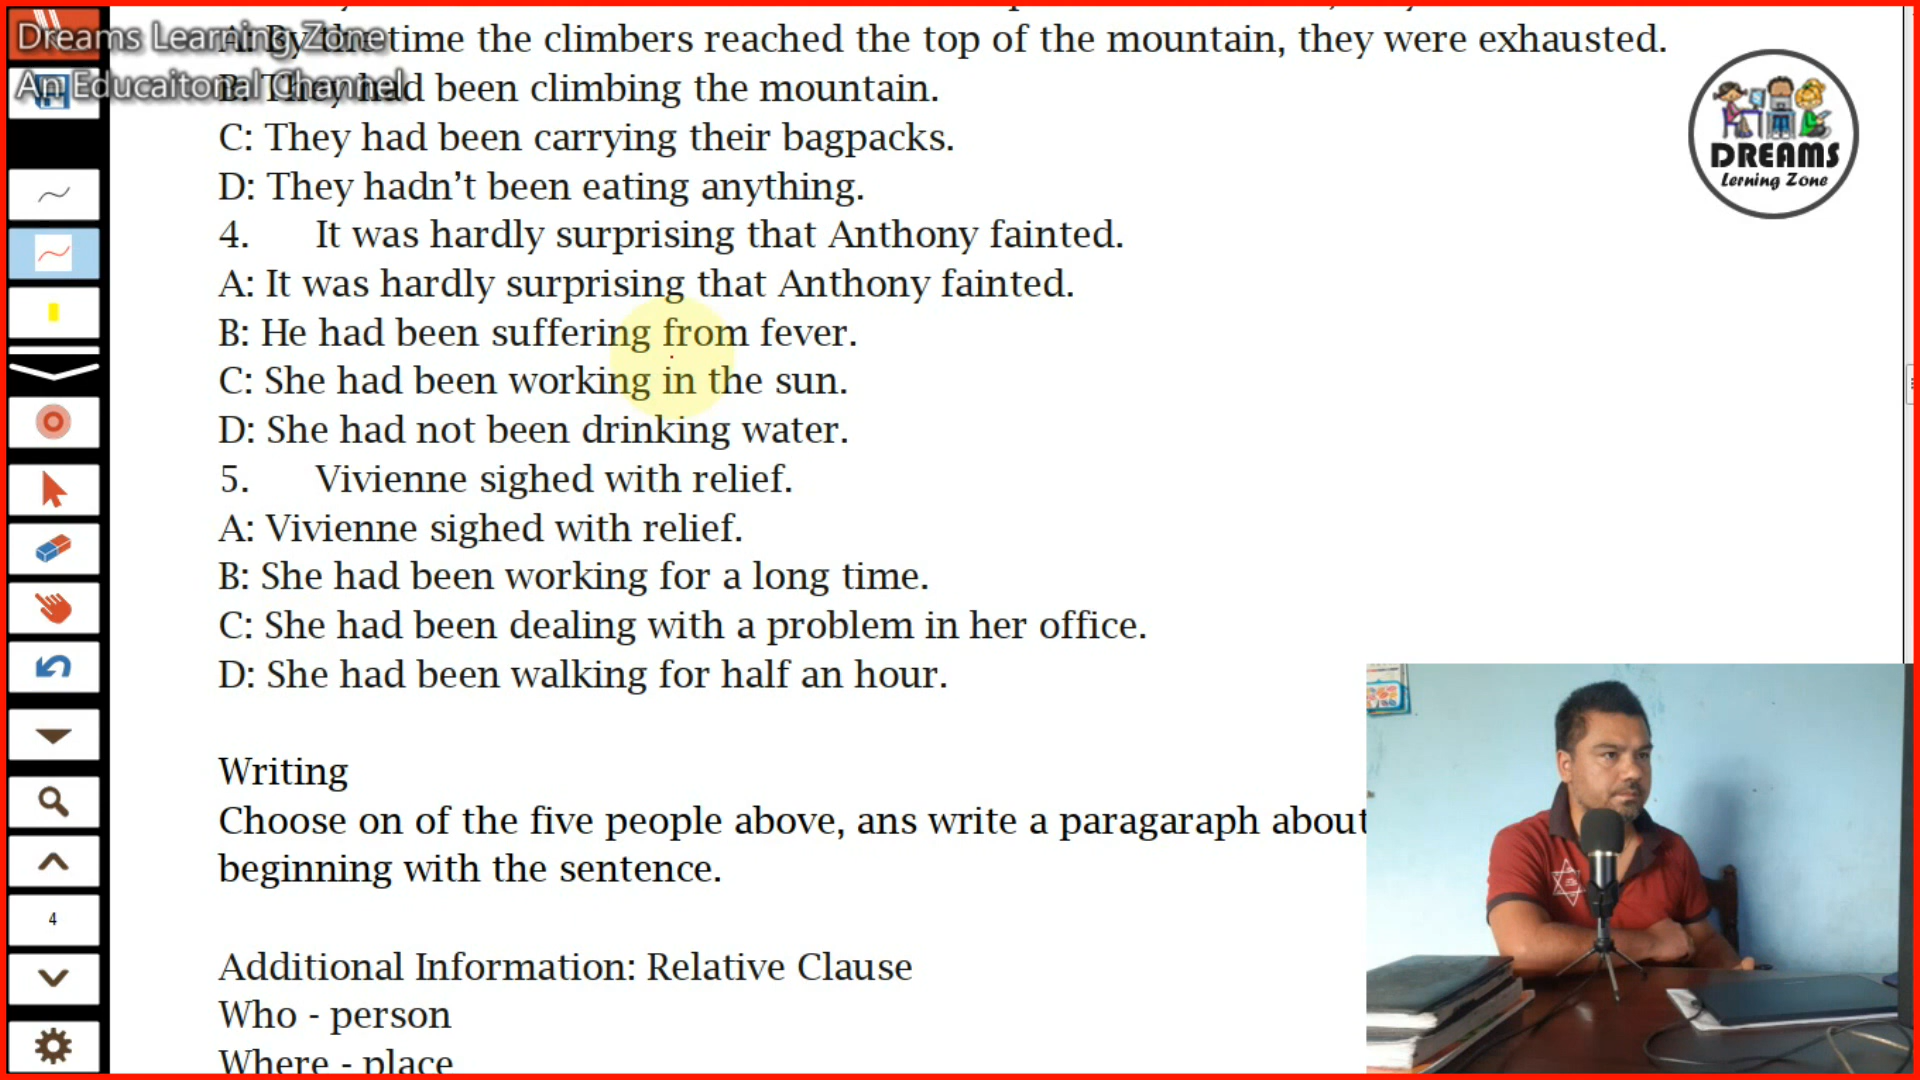 Dreams Learning Zone
An Educaitonal Channel
A: By the time the climbers reached the top of the mountain, they were exhausted.
B: They had been climbing the mountain.
C: They had been carrying their bagpacks.
D: They hadn't been eating anything.
4. It was hardly surprising that Anthony fainted.
A: It was hardly surprising that Anthony fainted.
B: He had been suffering from fever.
C: She had been working in the sun.
D: She had not been drinking water.
5. Vivienne sighed with relief.
A: Vivienne sighed with relief.
B: She had been working for a long time.
C: She had been dealing with a problem in her office.
D: She had been walking for half an hour.
Writing
Choose on of the five people above, ans write a paragaraph about
beginning with the sentence.
Additional Information: Relative Clause
Who - person
Where - place
DREAMS
Lerning Zone
4